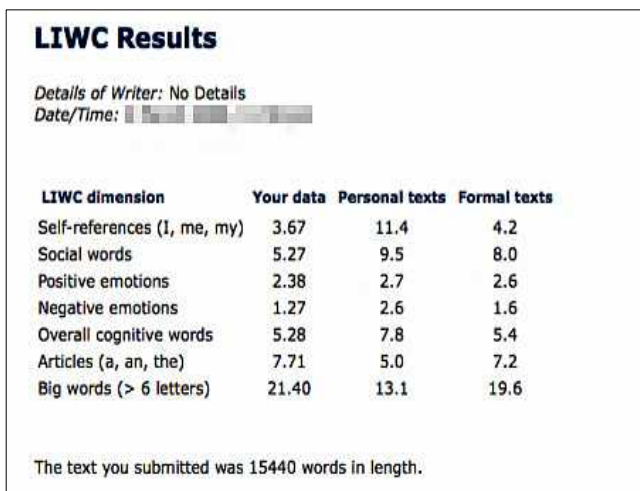 LIWC Results
Details of Writer: No Details
Date/Time:
LIWC dimension Your data Personal texts Formal texts
Self-references (I, me, my) 3.67 11.4 4.2
Social words 5.27 9.5 8.0
Positive emotions 2.38 2.7 2.6
Negative emotions 1.27 2.6 1.6
Overall cognitive words 5.28 7.8 5.4
Articles (a, an, the) 7.71 5.0 7.2
Big words (> 6 letters) 21.40 13.1 19.6
The text you submitted was 15440 words in length.